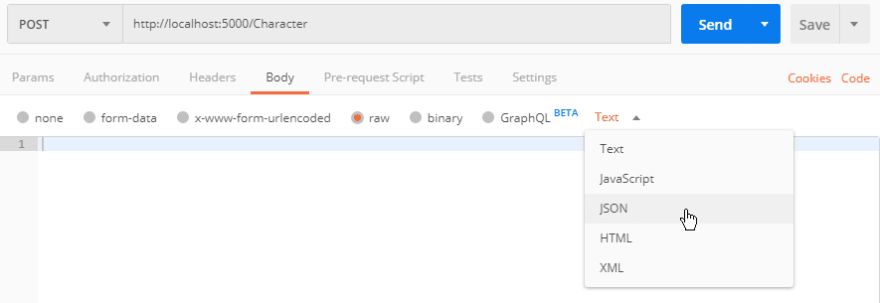 POST http://localhost:5000/Character Send Save
Params Authorization Headers Body Pre-request Script Tests Settings Cookies Code
none form-data x-www-form-urlencoded raw binary GraphQL BETA Text
1
Text
JavaScript
JSON
HTML
XML